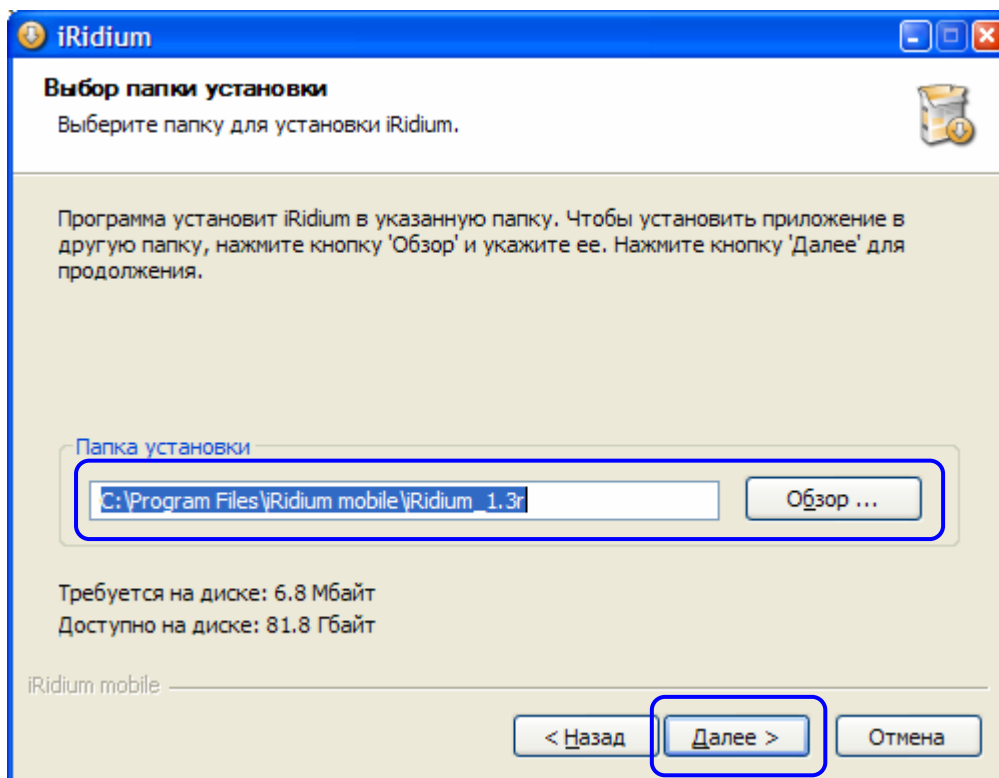 iRidium
Выбор папки установки
Выберите папку для установки iRidium.
Программа установит iRidium в указанную папку. Чтобы установить приложение в
другую папку, нажмите кнопку 'Обзор' и укажите ее. Нажмите кнопку 'Далее' для
продолжения.
Папка установки
C:\Program Files\iRidium mobile\iRidium_1.3r
Обзор ...
Требуется на диске: 6.8 Мбайт
Доступно на диске: 81.8 Гбайт
iRidium mobile
< Назад
Далее >
Отмена